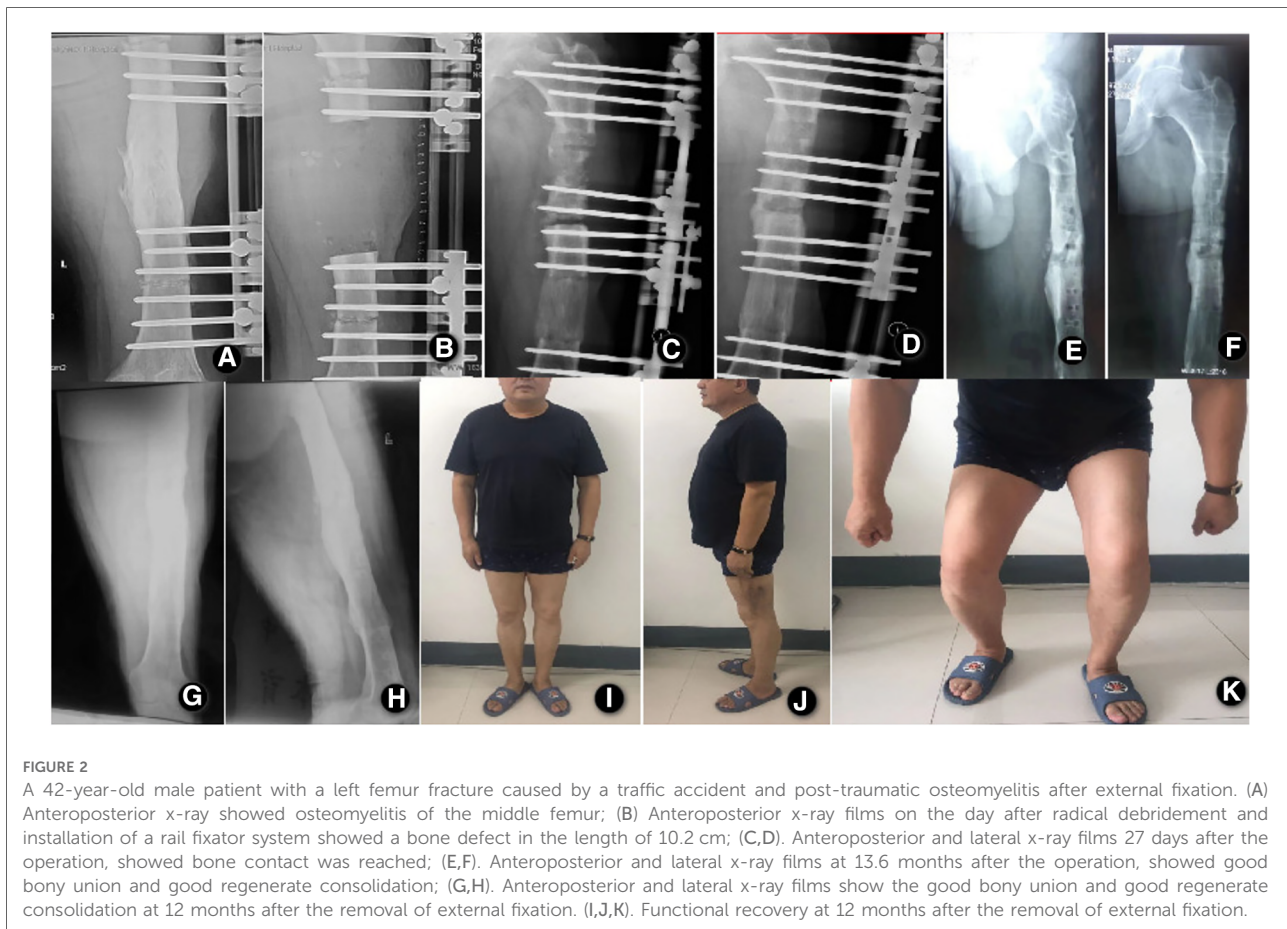 L
A
B
C
D
E
F
G
H
I
J
K
FIGURE 2
A 42-year-old male patient with a left femur fracture caused by a traffic accident and post-traumatic osteomyelitis after external fixation. (A)
Anteroposterior x-ray showed osteomyelitis of the middle femur; (B) Anteroposterior x-ray films on the day after radical debridement and
installation of a rail fixator system showed a bone defect in the length of 10.2 cm; (C,D). Anteroposterior and lateral x-ray films 27 days after the
operation, showed bone contact was reached; (E,F). Anteroposterior and lateral x-ray films at 13.6 months after the operation, showed good
bony union and good regenerate consolidation; (G,H). Anteroposterior and lateral x-ray films show the good bony union and good regenerate
consolidation at 12 months after the removal of external fixation. (I,J,K). Functional recovery at 12 months after the removal of external fixation.